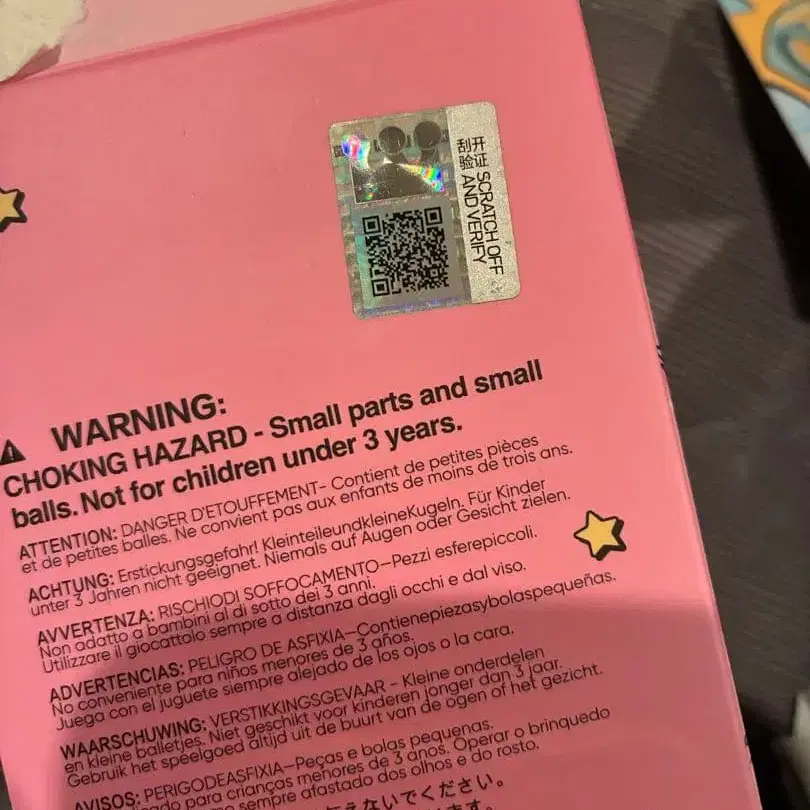 开证 SCRATCH OFF
刮验 AND VERIFY
WARNING:
CHOKING HAZARD - Small parts and small
balls. Not for children under 3 years.
ATTENTION: DANGER D'ETOUFFEMENT- Contient de petites pièces
et de petites balles. Ne convient pas aux enfants de moins de trois ans.
ACHTUNG: Erstickungsgefahr! KleinteileundkleineKugeln. Für Kinder
unter 3 Jahren nicht geeignet. Niemals auf Augen oder Gesicht zielen.
AVVERTENZA: RISCHIODI SOFFOCAMENTO—Pezzi esferepiccoli.
Non adatto a bambini al di sotto dei 3 anni.
Utilizzare il giocattolo sempre a distanza dagli occhi e dal viso.
ADVERTENCIAS: PELIGRO DE ASFIXIA—Contienepiezasybolaspequeñas.
No conveniente para niños menores de 3 años.
Juega con el juguete siempre alejado de los ojos o la cara.
WAARSCHUWING: VERSTIKKINGSGEVAAR - Kleine onderdelen
en kleine balletjes. Niet geschikt voor kinderen jonger dan 3 jaar.
Gebruik het speelgoed altijd uit de buurt van de ogen of het gezicht.
AVISOS: PERIGODEASFIXIA—Peças e bolas pequenas.
para crianças menores de 3 anos. Operar o brinquedo
sempre afastado dos olhos e do rosto.
えないでください。